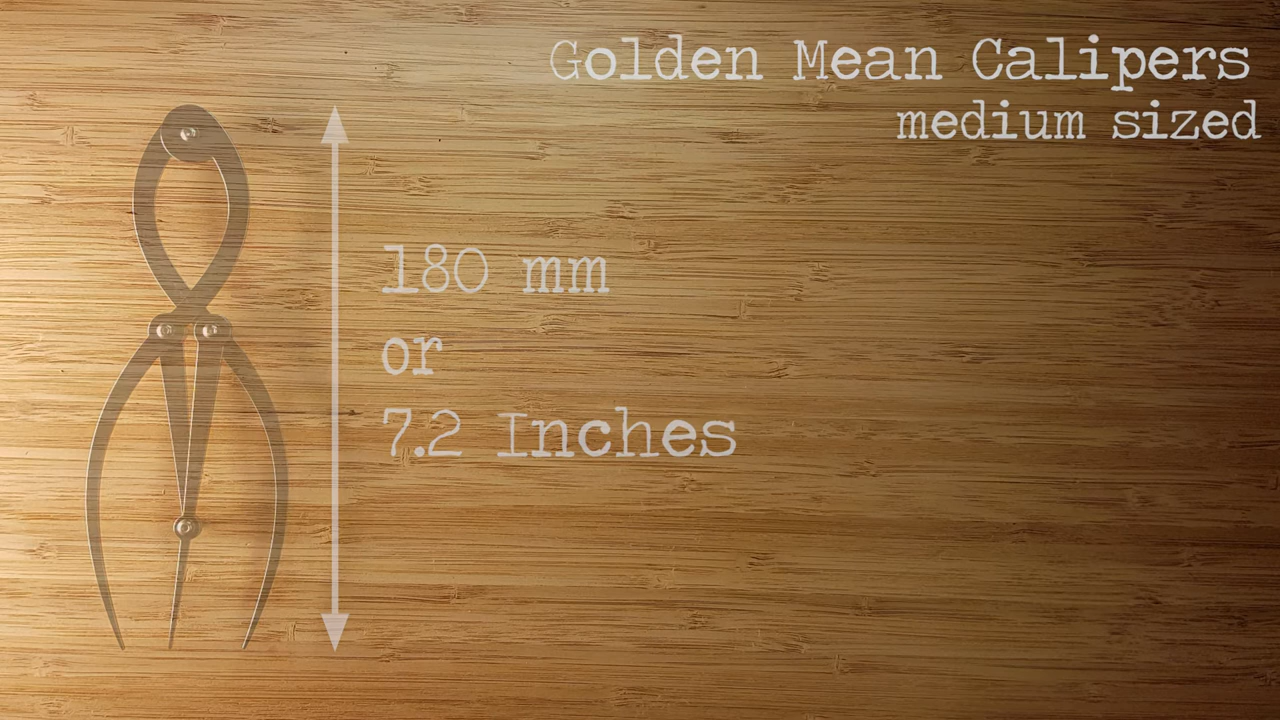 Golden Mean Calipers
medium sized
180 mm
or
7.2 Inches